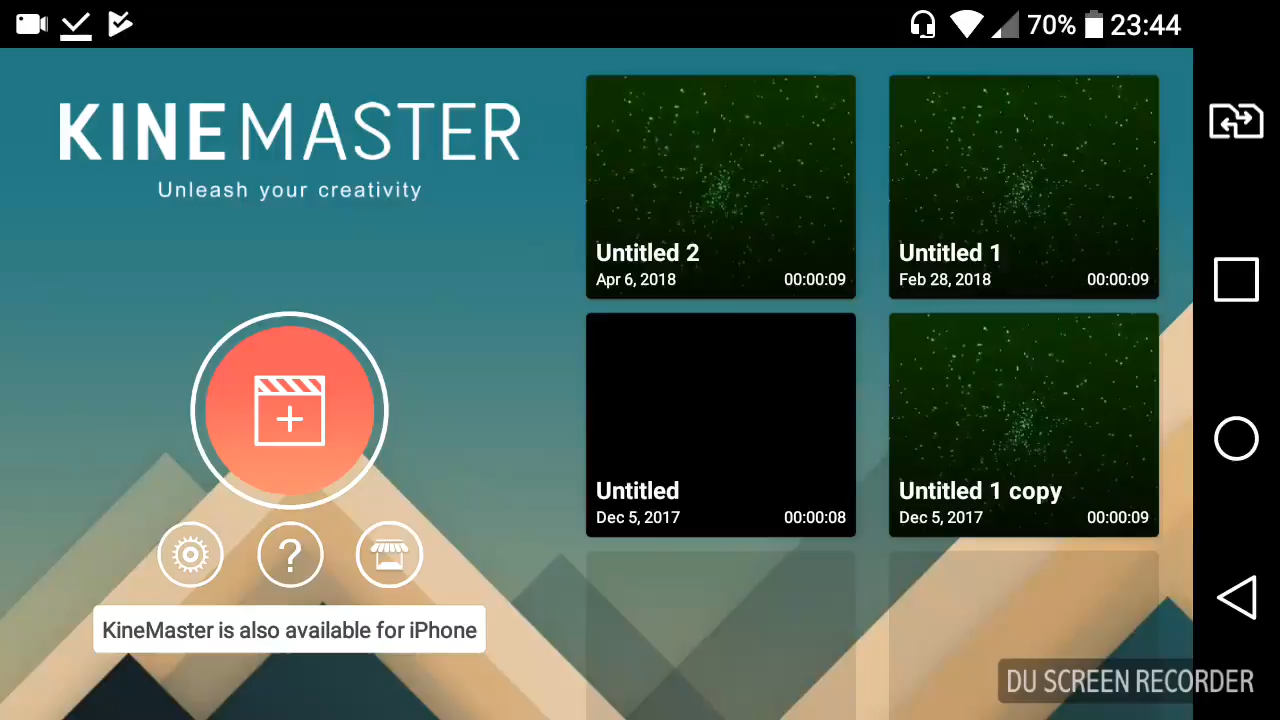 70% 23:44
KINEMASTER
Unleash your creativity
?
KineMaster is also available for iPhone
Untitled 2
Apr 6, 2018 00:00:09
Untitled 1
Feb 28, 2018 00:00:09
Untitled
Dec 5, 2017 00:00:08
Untitled 1 copy
Dec 5, 2017 00:00:09
DU SCREEN RECORDER